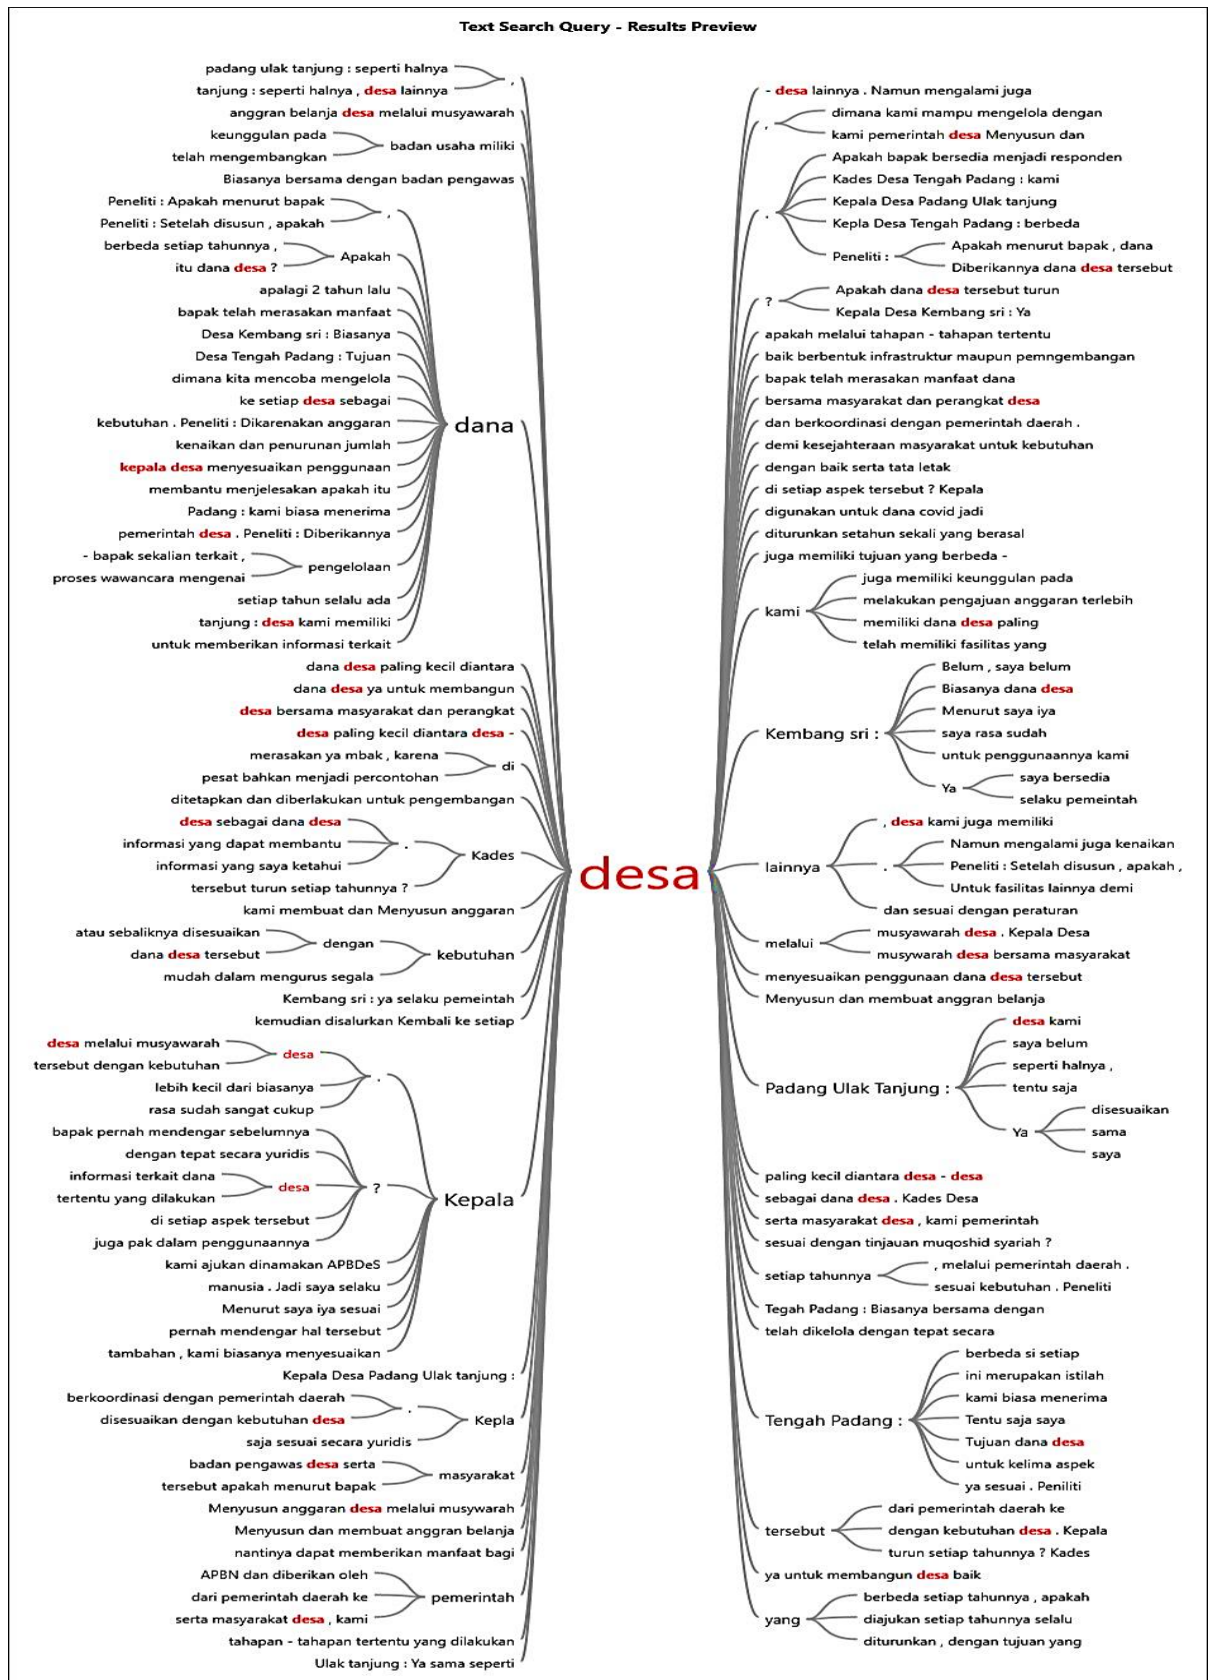 Text Search Query - Results Preview
padang ulak tanjung : seperti halnya
tanjung : seperti halnya , desa lainnya
,
anggran belanja desa melalui musyawarah
keunggulan pada
telah mengembangkan
badan usaha miliki
Biasanya bersama dengan badan pengawas
Peneliti : Apakah menurut bapak
Peneliti : Setelah disusun , apakah
,
berbeda setiap tahunnya ,
itu dana desa ?
Apakah
apalagi 2 tahun lalu
bapak telah merasakan manfaat
Desa Kembang sri : Biasanya
Desa Tengah Padang : Tujuan
dimana kita mencoba mengelola
ke setiap desa sebagai
kebutuhan . Peneliti : Dikarenakan anggaran
kenaikan dan penurunan jumlah
kepala desa menyesuaikan penggunaan
membantu menjelesakan apakah itu
Padang : kami biasa menerima
pemerintah desa . Peneliti : Diberikannya
- bapak sekalian terkait ,
proses wawancara mengenai
pengelolaan
setiap tahun selalu ada
tanjung : desa kami memiliki
untuk memberikan informasi terkait
dana
dana desa paling kecil diantara
dana desa ya untuk membangun
desa bersama masyarakat dan perangkat
desa paling kecil diantara desa -
merasakan ya mbak , karena
pesat bahkan menjadi percontohan
di
ditetapkan dan diberlakukan untuk pengembangan
desa sebagai dana desa
informasi yang dapat membantu
informasi yang saya ketahui
.
tersebut turun setiap tahunnya ?
Kades
kami membuat dan Menyusun anggaran
atau sebaliknya disesuaikan
dana desa tersebut
dengan
mudah dalam mengurus segala
kebutuhan
Kembang sri : ya selaku pemeintah
kemudian disalurkan Kembali ke setiap
desa melalui musyawarah
tersebut dengan kebutuhan
desa
lebih kecil dari biasanya
rasa sudah sangat cukup
.
bapak pernah mendengar sebelumnya
dengan tepat secara yuridis
informasi terkait dana
tertentu yang dilakukan
desa
di setiap aspek tersebut
juga pak dalam penggunaannya
?
kami ajukan dinamakan APBDeS
manusia . Jadi saya selaku
Menurut saya iya sesuai
pernah mendengar hal tersebut
tambahan , kami biasanya menyesuaikan
Kepala
Kepala Desa Padang Ulak tanjung :
berkoordinasi dengan pemerintah daerah
disesuaikan dengan kebutuhan desa
.
saja sesuai secara yuridis
Kepla
badan pengawas desa serta
tersebut apakah menurut bapak
masyarakat
Menyusun anggaran desa melalui musywarah
Menyusun dan membuat anggran belanja
nantinya dapat memberikan manfaat bagi
APBN dan diberikan oleh
dari pemerintah daerah ke
serta masyarakat desa , kami
pemerintah
tahapan - tahapan tertentu yang dilakukan
Ulak tanjung : Ya sama seperti
desa
- desa lainnya . Namun mengalami juga
,
dimana kami mampu mengelola dengan
kami pemerintah desa Menyusun dan
.
Apakah bapak bersedia menjadi responden
Kades Desa Tengah Padang : kami
Kepala Desa Padang Ulak tanjung
Kepla Desa Tengah Padang : berbeda
Peneliti :
Apakah menurut bapak , dana
Diberikannya dana desa tersebut
?
Apakah dana desa tersebut turun
Kepala Desa Kembang sri : Ya
apakah melalui tahapan - tahapan tertentu
baik berbentuk infrastruktur maupun pemngembangan
bapak telah merasakan manfaat dana
bersama masyarakat dan perangkat desa
dan berkoordinasi dengan pemerintah daerah .
demi kesejahteraan masyarakat untuk kebutuhan
dengan baik serta tata letak
di setiap aspek tersebut ? Kepala
digunakan untuk dana covid jadi
diturunkan setahun sekali yang berasal
juga memiliki tujuan yang berbeda -
kami
juga memiliki keunggulan pada
melakukan pengajuan anggaran terlebih
memiliki dana desa paling
telah memiliki fasilitas yang
Kembang sri :
Belum , saya belum
Biasanya dana desa
Menurut saya iya
saya rasa sudah
untuk penggunaannya kami
Ya
saya bersedia
selaku pemeintah
lainnya
, desa kami juga memiliki
.
Namun mengalami juga kenaikan
Peneliti : Setelah disusun , apakah ,
Untuk fasilitas lainnya demi
dan sesuai dengan peraturan
melalui
musyawarah desa . Kepala Desa
musywarah desa bersama masyarakat
menyesuaikan penggunaan dana desa tersebut
Menyusun dan membuat anggran belanja
Padang Ulak Tanjung :
desa kami
saya belum
seperti halnya ,
tentu saja
Ya
disesuaikan
sama
saya
paling kecil diantara desa - desa
sebagai dana desa . Kades Desa
serta masyarakat desa , kami pemerintah
sesuai dengan tinjauan muqoshid syariah ?
setiap tahunnya
, melalui pemerintah daerah .
sesuai kebutuhan . Peneliti
Tegah Padang : Biasanya bersama dengan
telah dikelola dengan tepat secara
Tengah Padang :
berbeda si setiap
ini merupakan istilah
kami biasa menerima
Tentu saja saya
Tujuan dana desa
untuk kelima aspek
ya sesuai . Peniliti
tersebut
dari pemerintah daerah ke
dengan kebutuhan desa . Kepala
turun setiap tahunnya ? Kades
ya untuk membangun desa baik
yang
berbeda setiap tahunnya , apakah
diajukan setiap tahunnya selalu
diturunkan , dengan tujuan yang